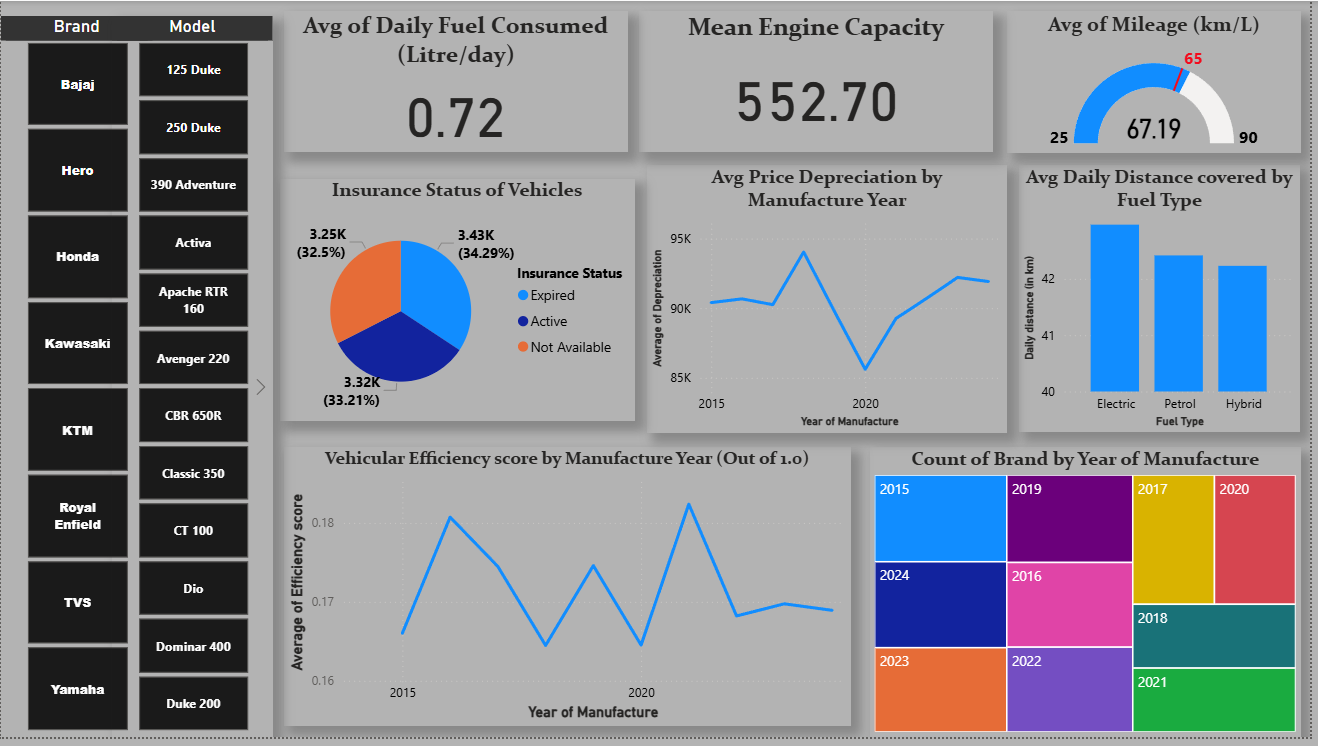 Brand
Model
Bajaj
Hero
Honda
Kawasaki
KTM
Royal
Enfield
TVS
Yamaha
125 Duke
250 Duke
390 Adventure
Activa
Apache RTR
160
Avenger 220
CBR 650R
Classic 350
CT 100
Dio
Dominar 400
Duke 200
Avg of Daily Fuel Consumed
(Litre/day)
0.72
Mean Engine Capacity
552.70
Avg of Mileage (km/L)
65
25
67.19
90
Insurance Status of Vehicles
3.25K
(32.5%)
3.43K
(34.29%)
3.32K
(33.21%)
Insurance Status
Expired
Active
Not Available
Avg Price Depreciation by
Manufacture Year
Average of Depreciation
95K
90K
85K
2015
2020
Year of Manufacture
Avg Daily Distance covered by
Fuel Type
Daily distance (in km)
42
41
40
Electric
Petrol
Hybrid
Fuel Type
Vehicular Efficiency score by Manufacture Year (Out of 1.0)
Average of Efficiency score
0.18
0.17
0.16
2015
2020
Year of Manufacture
Count of Brand by Year of Manufacture
2015
2019
2017
2020
2024
2016
2018
2023
2022
2021